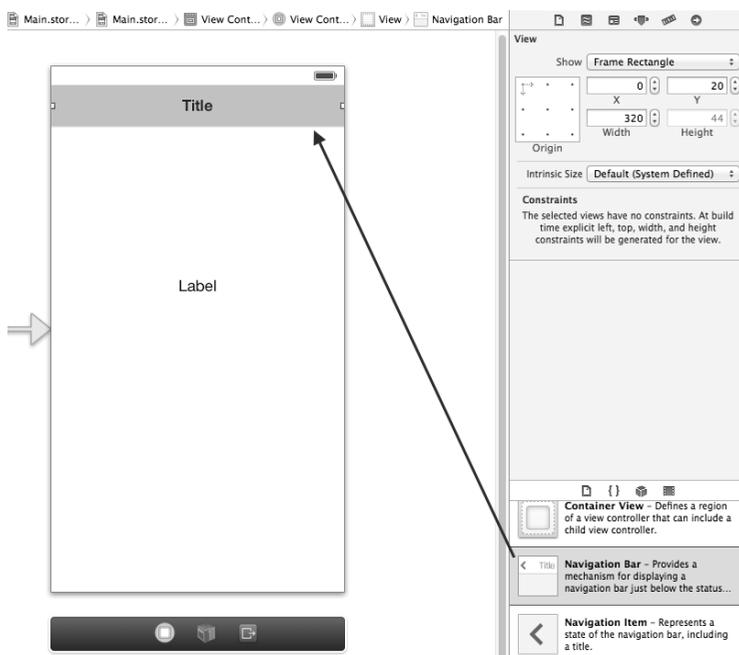 Main.stor... Main.stor... View Cont... View Cont... View Navigation Bar
View
Show Frame Rectangle
0 20
X Y
320 44
Width Height
Origin
Intrinsic Size Default (System Defined)
Constraints
The selected views have no constraints. At build
time explicit left, top, width, and height
constraints will be generated for the view.
Title
Label
{ }
Container View – Defines a region
of a view controller that can include a
child view controller.
Title
Navigation Bar – Provides a
mechanism for displaying a
navigation bar just below the status...
Navigation Item – Represents a
state of the navigation bar, including
a title.